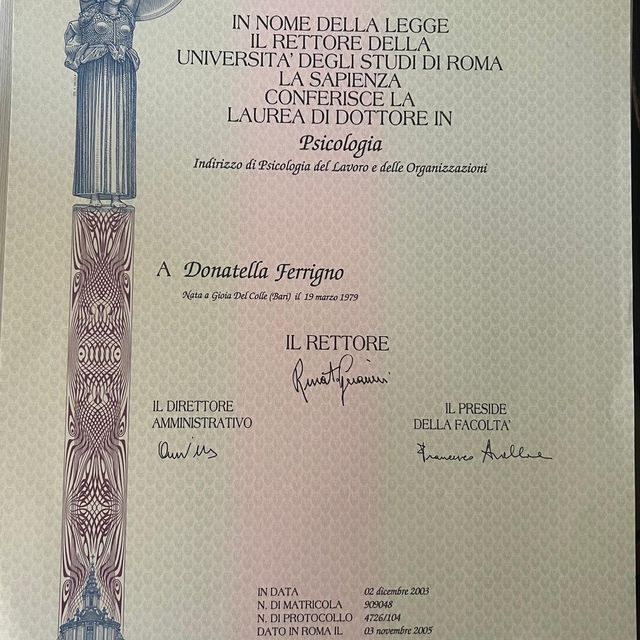 IN NOME DELLA LEGGE
IL RETTORE DELLA
UNIVERSITA' DEGLI STUDI DI ROMA
LA SAPIENZA
CONFERISCE LA
LAUREA DI DOTTORE IN
Psicologia
Indirizzo di Psicologia del Lavoro e delle Organizzazioni
A Donatella Ferrigno
Nata a Gioia Del Colle (Bari) il 19 marzo 1979
IL RETTORE
IL DIRETTORE
AMMINISTRATIVO
IL PRESIDE
DELLA FACOLTA'
IN DATA 02 dicembre 2003
N. DI MATRICOLA 909048
N. DI PROTOCOLLO 4726/104
DATO IN ROMA IL 03 novembre 2005